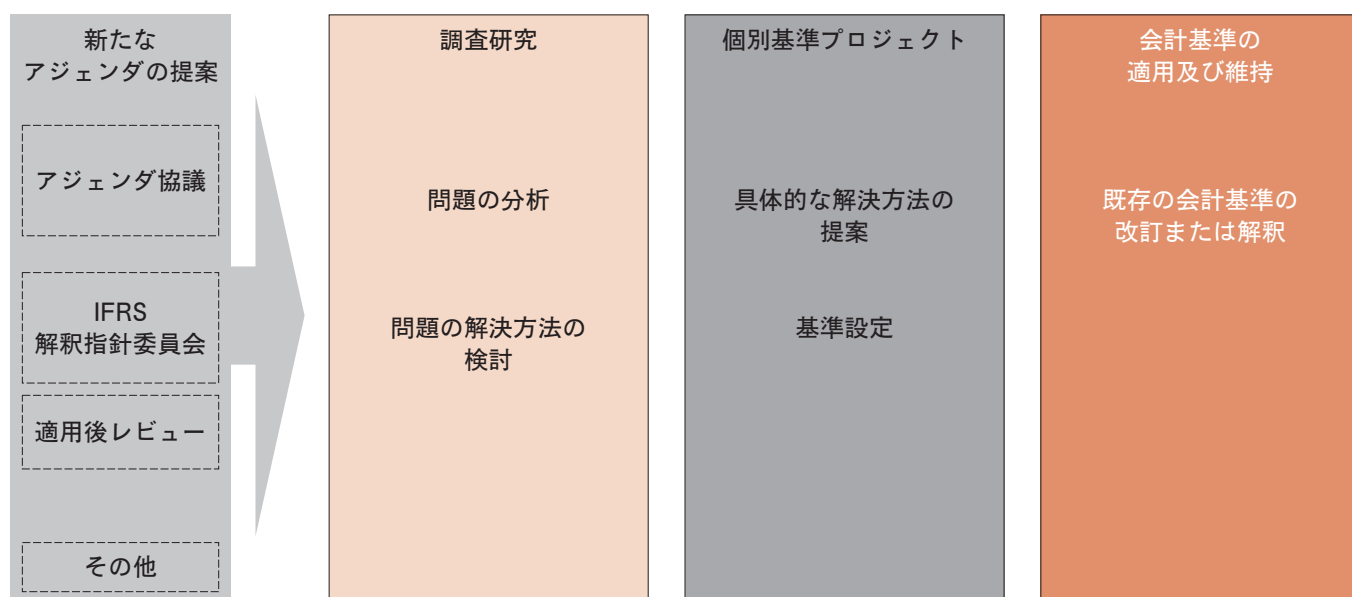 新たな
アジェンダの提案
アジェンダ協議
IFRS
解釈指針委員会
適用後レビュー
その他
調査研究
問題の分析
問題の解決方法の
検討
個別基準プロジェクト
具体的な解決方法の
提案
基準設定
会計基準の
適用及び維持
既存の会計基準の
改訂または解釈